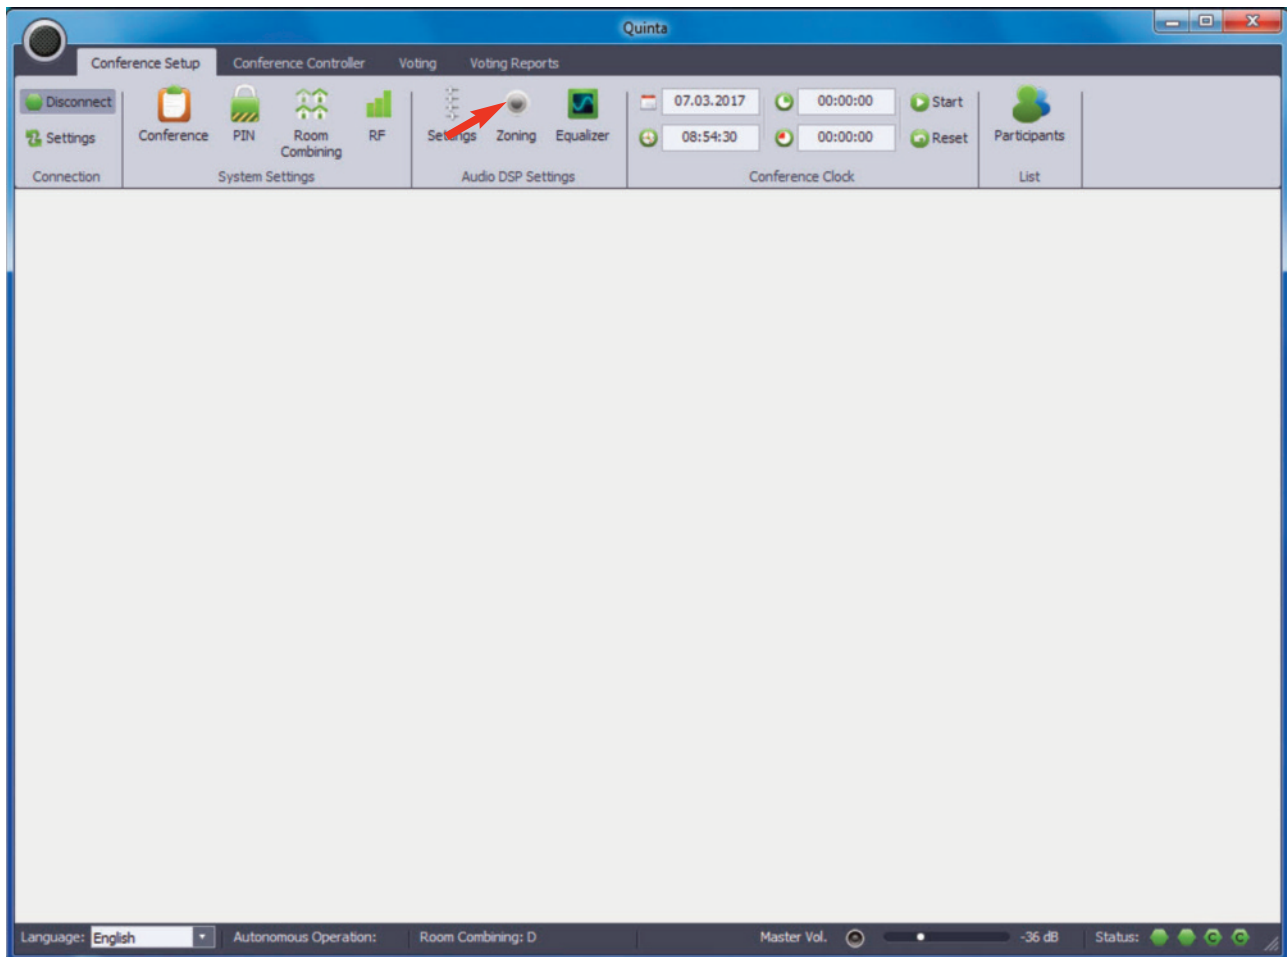 Quinta
Conference Setup Conference Controller Voting Voting Reports
Disconnect
Settings
Connection
Conference PIN Room Combining RF
System Settings
Settings Zoning Equalizer
Audio DSP Settings
07.03.2017 00:00:00 Start
08:54:30 00:00:00 Reset
Conference Clock
Participants
List
Language: English Autonomous Operation: Room Combining: D Master Vol. -36 dB Status: C C